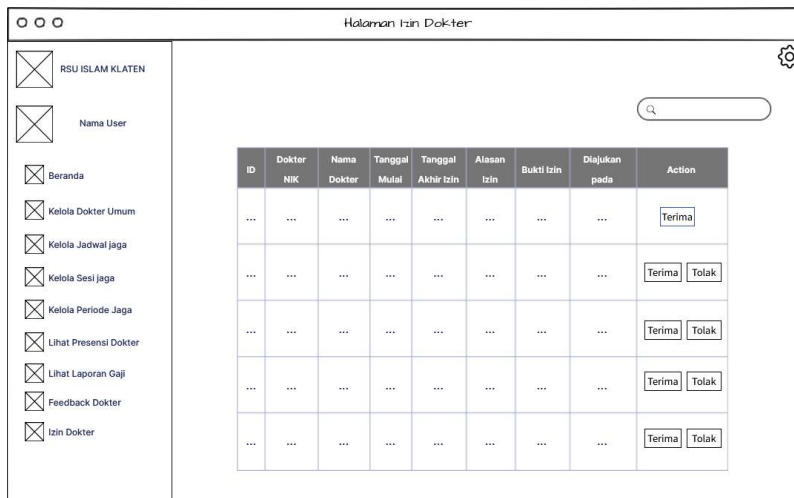 Halaman Izin Dokter
RSU ISLAM KLATEN
Nama User
Beranda
Kelola Dokter Umum
Kelola Jadwal jaga
Kelola Sesi jaga
Kelola Periode Jaga
Lihat Presensi Dokter
Lihat Laporan Gaji
Feedback Dokter
Izin Dokter
ID Dokter NIK Nama Dokter Tanggal Mulai Tanggal Akhir Izin Alasan Izin Bukti Izin Diajukan pada Action
... ... ... ... ... ... ... ... Terima
... ... ... ... ... ... ... ... Terima Tolak
... ... ... ... ... ... ... ... Terima Tolak
... ... ... ... ... ... ... ... Terima Tolak
... ... ... ... ... ... ... ... Terima Tolak